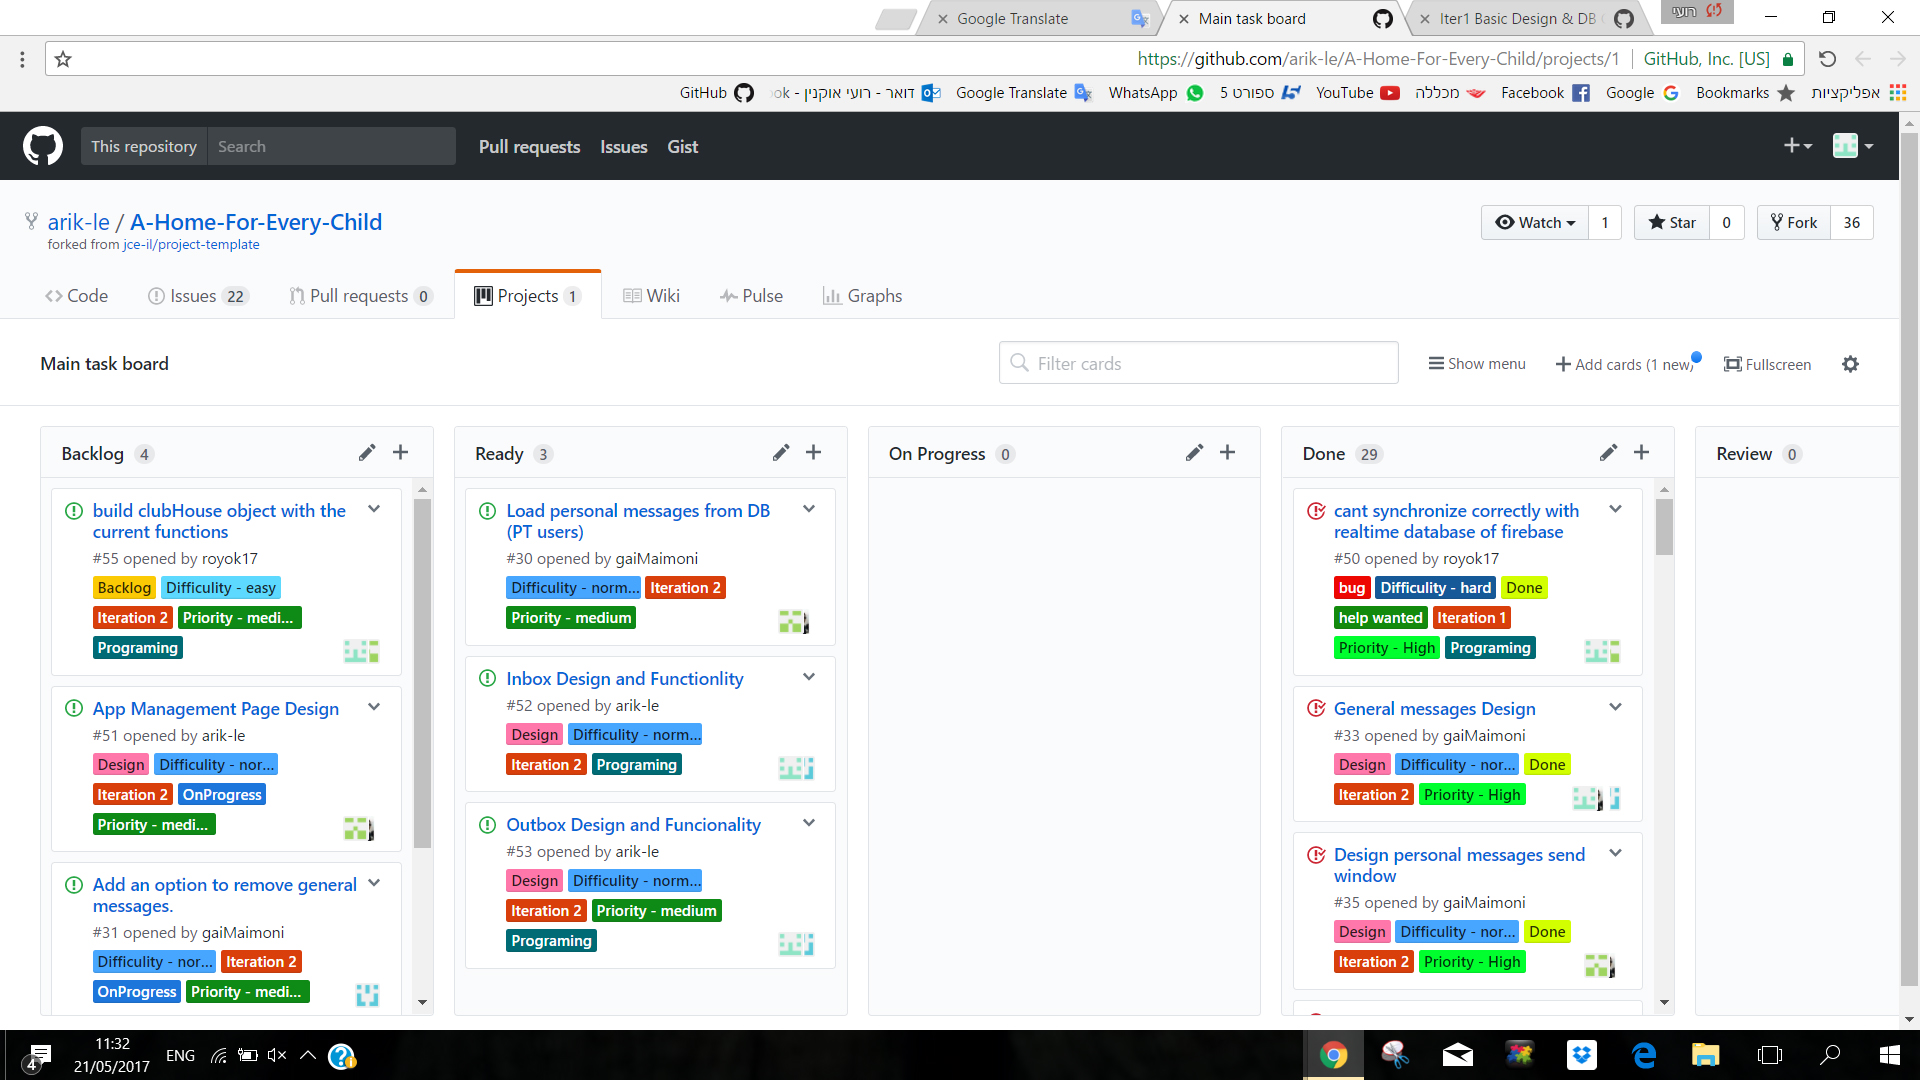 Google Translate
Main task board
Iter1 Basic Design & DB
רועי
https://github.com/arik-le/A-Home-For-Every-Child/projects/1
GitHub, Inc. [US]
GitHub
דואר - רועי אוקנין - ok
Google Translate
WhatsApp
ספורט 5
YouTube
מכללה
Facebook
Google
Bookmarks
אפליקציות
This repository
Search
Pull requests
Issues
Gist
arik-le / A-Home-For-Every-Child
forked from jce-il/project-template
Watch 1
Star 0
Fork 36
Code
Issues 22
Pull requests 0
Projects 1
Wiki
Pulse
Graphs
Main task board
Filter cards
Show menu
Add cards (1 new)
Fullscreen
Backlog 4
build clubHouse object with the
current functions
#55 opened by royok17
Backlog Difficulity - easy
Iteration 2 Priority - medi...
Programing
App Management Page Design
#51 opened by arik-le
Design Difficulity - nor...
Iteration 2 OnProgress
Priority - medi...
Add an option to remove general
messages.
#31 opened by gaiMaimoni
Difficulity - nor... Iteration 2
OnProgress Priority - medi...
Ready 3
Load personal messages from DB
(PT users)
#30 opened by gaiMaimoni
Difficulity - norm... Iteration 2
Priority - medium
Inbox Design and Functionlity
#52 opened by arik-le
Design Difficulity - norm...
Iteration 2 Programing
Outbox Design and Funcionality
#53 opened by arik-le
Design Difficulity - norm...
Iteration 2 Priority - medium
Programing
On Progress 0
Done 29
cant synchronize correctly with
realtime database of firebase
#50 opened by royok17
bug Difficulity - hard Done
help wanted Iteration 1
Priority - High Programing
General messages Design
#33 opened by gaiMaimoni
Design Difficulity - nor... Done
Iteration 2 Priority - High
Design personal messages send
window
#35 opened by gaiMaimoni
Design Difficulity - nor... Done
Iteration 2 Priority - High
Review 0
4
11:32
21/05/2017
ENG